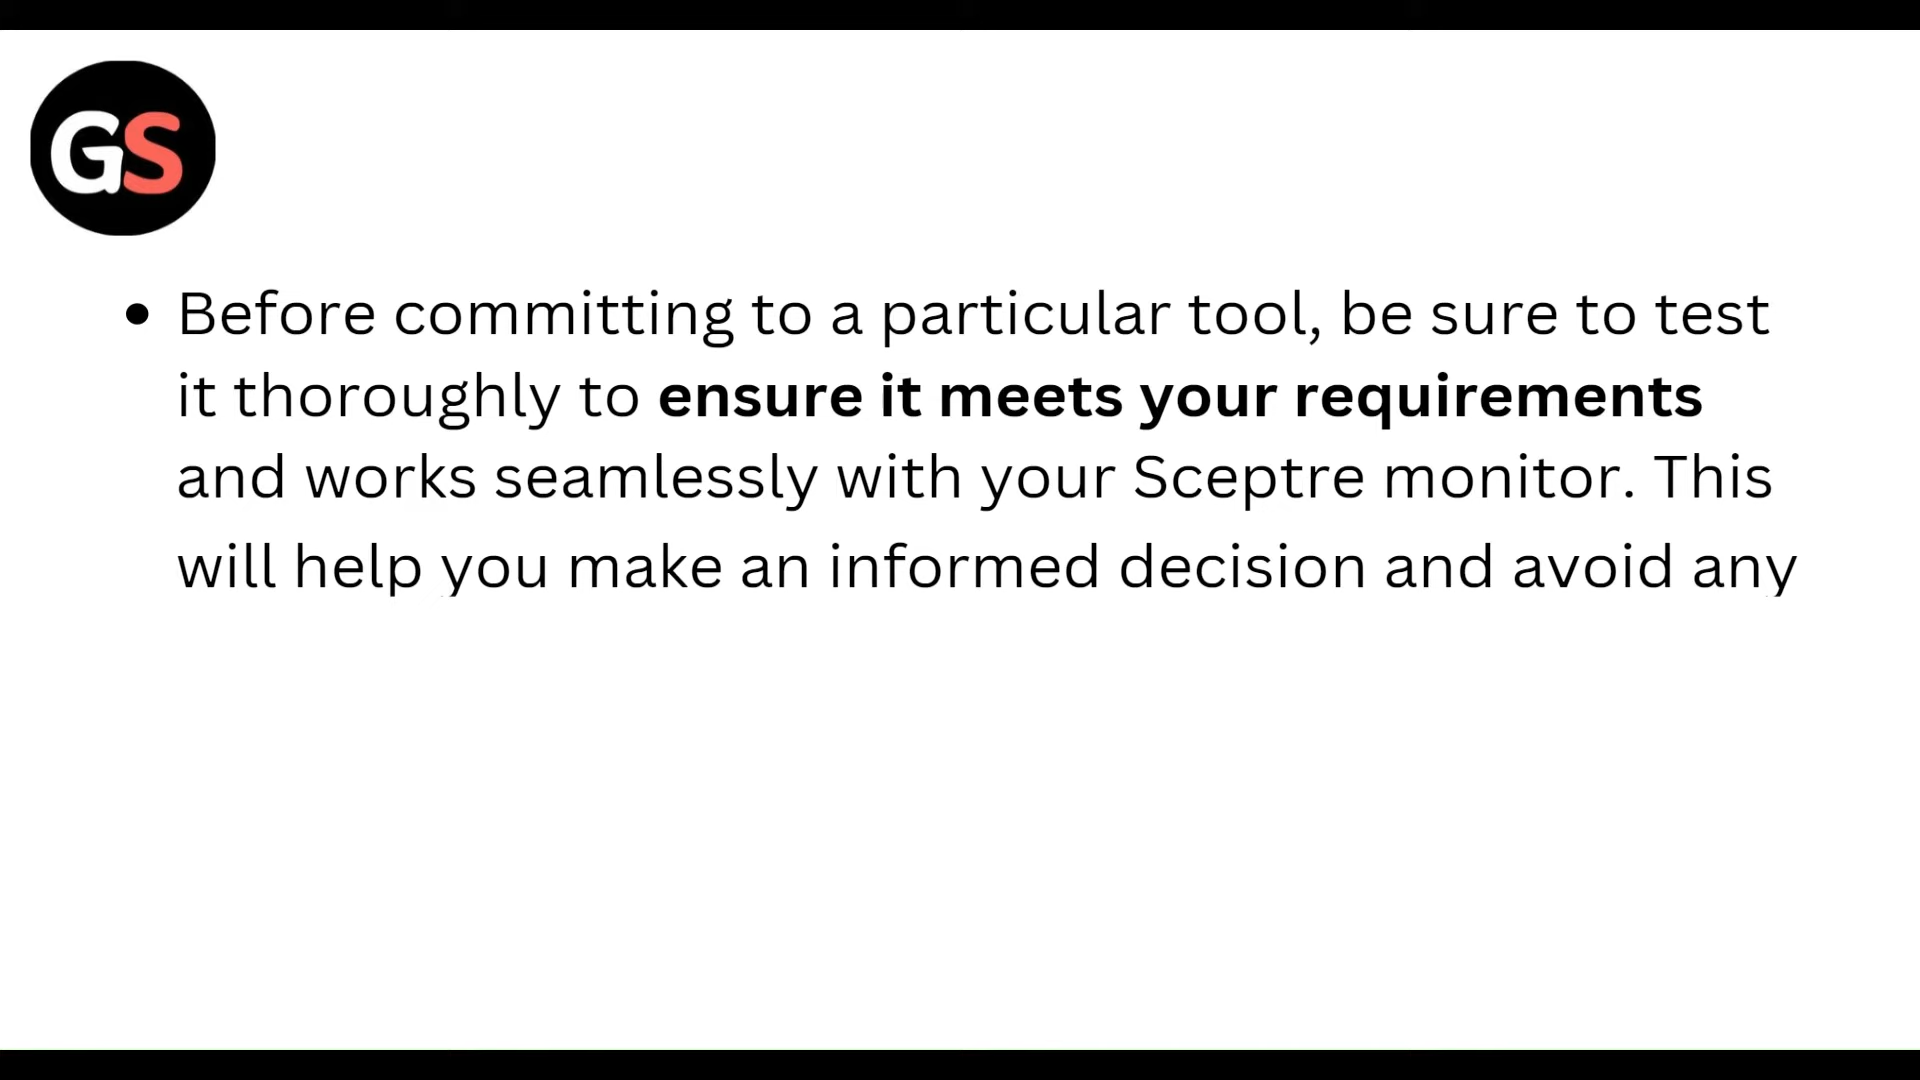 GS
• Before committing to a particular tool, be sure to test
it thoroughly to ensure it meets your requirements
and works seamlessly with your Sceptre monitor. This
will help you make an informed decision and avoid any